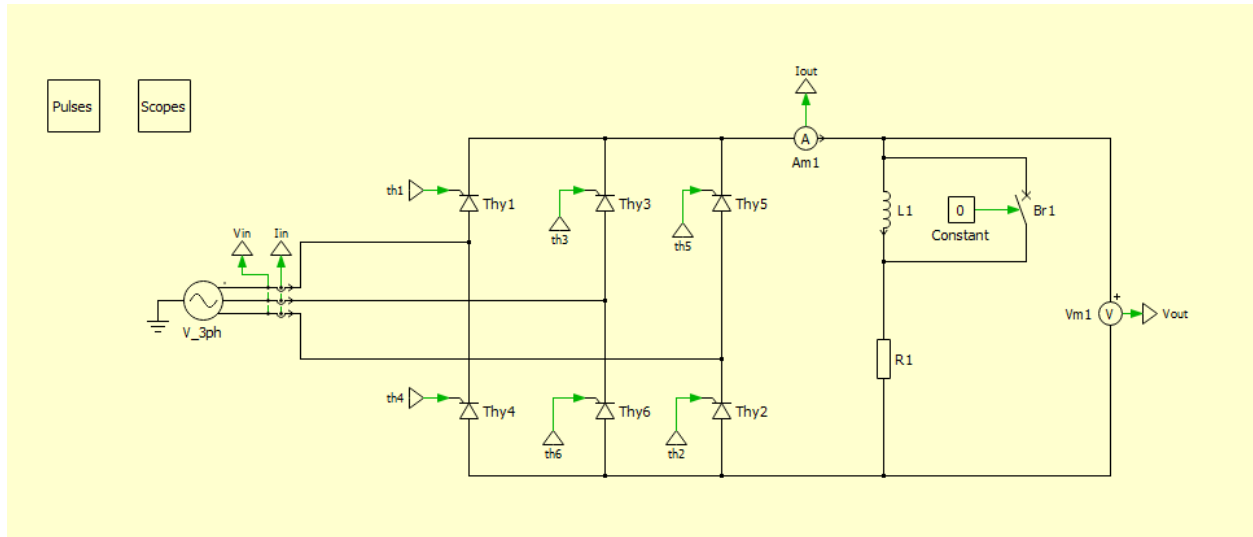 Pulses
Scopes
Iout
A
Am1
th1
Thy1
Thy3
Thy5
th3
th5
L1
0
Constant
Br1
Vin
Iin
V_3ph
+
Vm1
V
Vout
R1
th4
Thy4
Thy6
Thy2
th6
th2